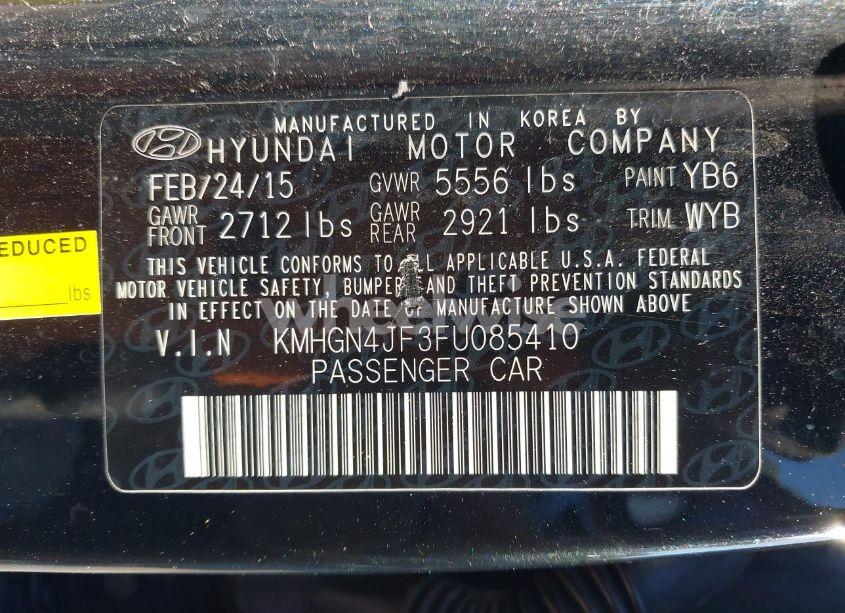 MANUFACTURED IN KOREA BY
HYUNDAI MOTOR COMPANY
FEB/24/15 GVWR 5556 lbs PAINT YB6
GAWR FRONT 2712 lbs GAWR REAR 2921 lbs TRIM WYB
THIS VEHICLE CONFORMS TO ALL APPLICABLE U.S.A. FEDERAL
MOTOR VEHICLE SAFETY, BUMPER AND THEFT PREVENTION STANDARDS
IN EFFECT ON THE DATE OF MANUFACTURE SHOWN ABOVE
V.I.N KMHGN4JF3FU085410
PASSENGER CAR
EDUCED
lbs
wheelwise